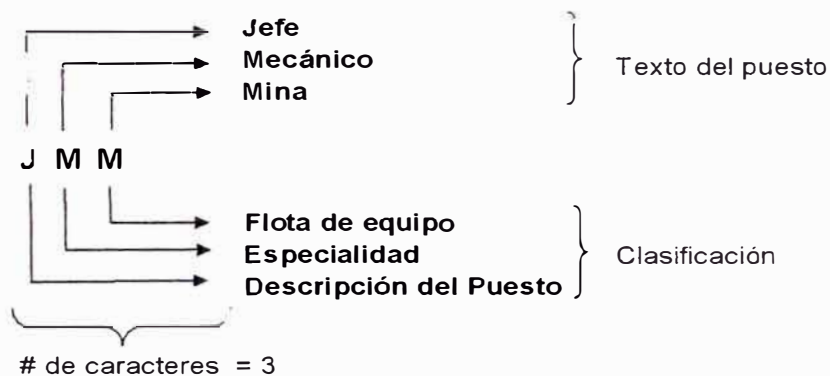 Jefe
Mecánico
Mina
Texto del puesto
J M M
Flota de equipo
Especialidad
Descripción del Puesto
Clasificación
# de caracteres = 3